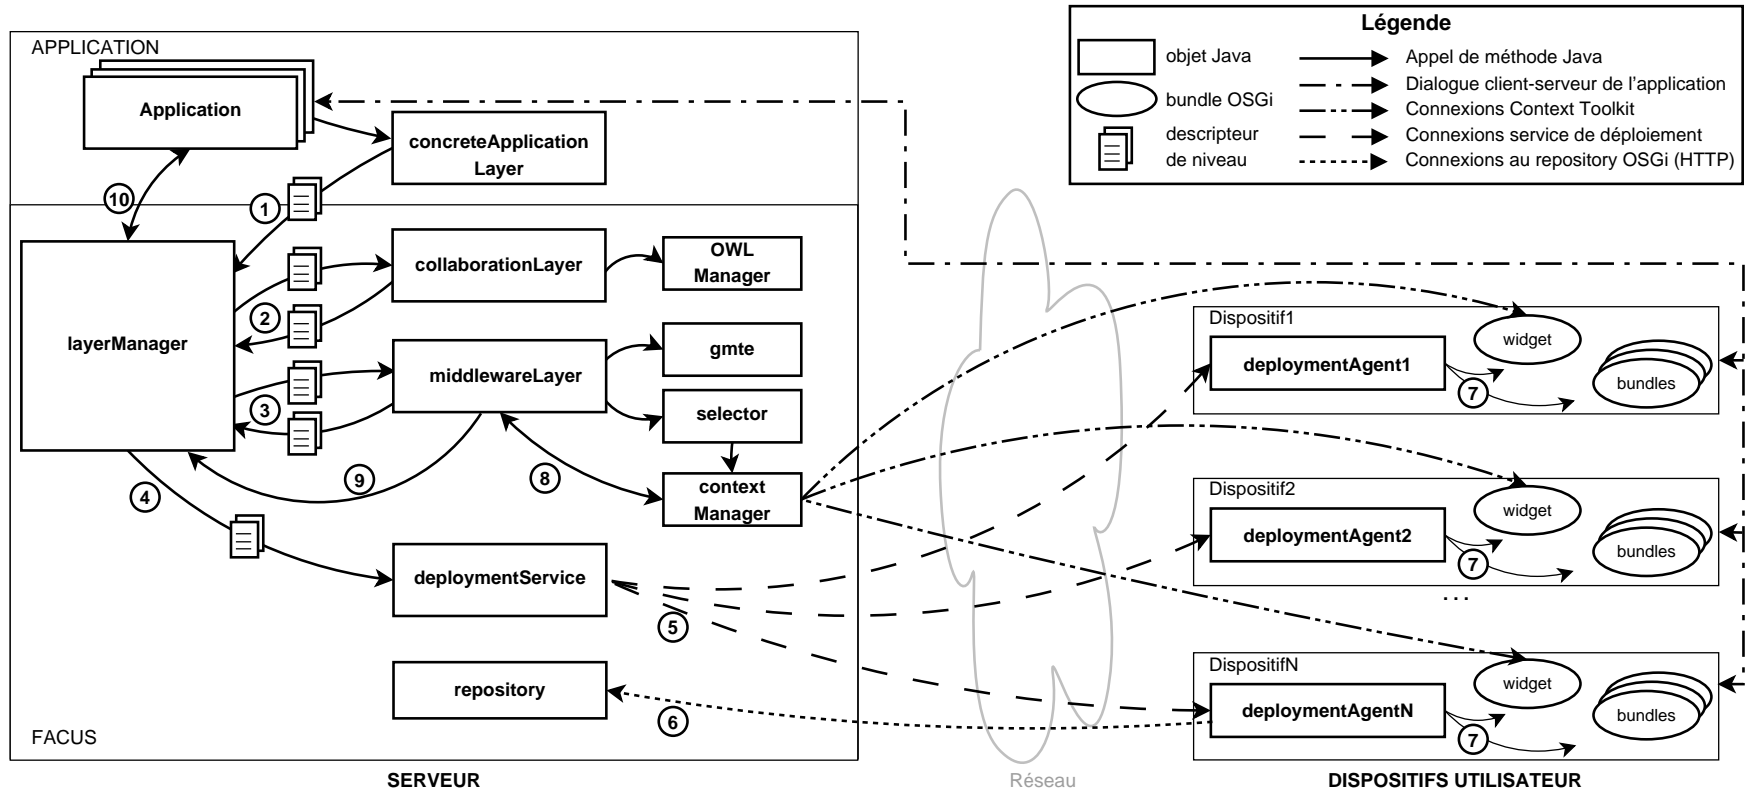 Légende
objet Java
Appel de méthode Java
Dialogue client-serveur de l'application
bundle OSGi
Connexions Context Toolkit
descripteur
de niveau
Connexions service de déploiement
Connexions au repository OSGi (HTTP)
APPLICATION
Application
concreteApplication
Layer
10
1
layerManager
collaborationLayer
OWL
Manager
2
middlewareLayer
gmte
selector
3
9
8
context
Manager
4
deploymentService
5
repository
6
FACUS
SERVEUR
Réseau
Dispositif1
deploymentAgent1
widget
7
bundles
Dispositif2
deploymentAgent2
widget
7
bundles
...
DispositifN
deploymentAgentN
widget
7
bundles
DISPOSITIFS UTILISATEUR